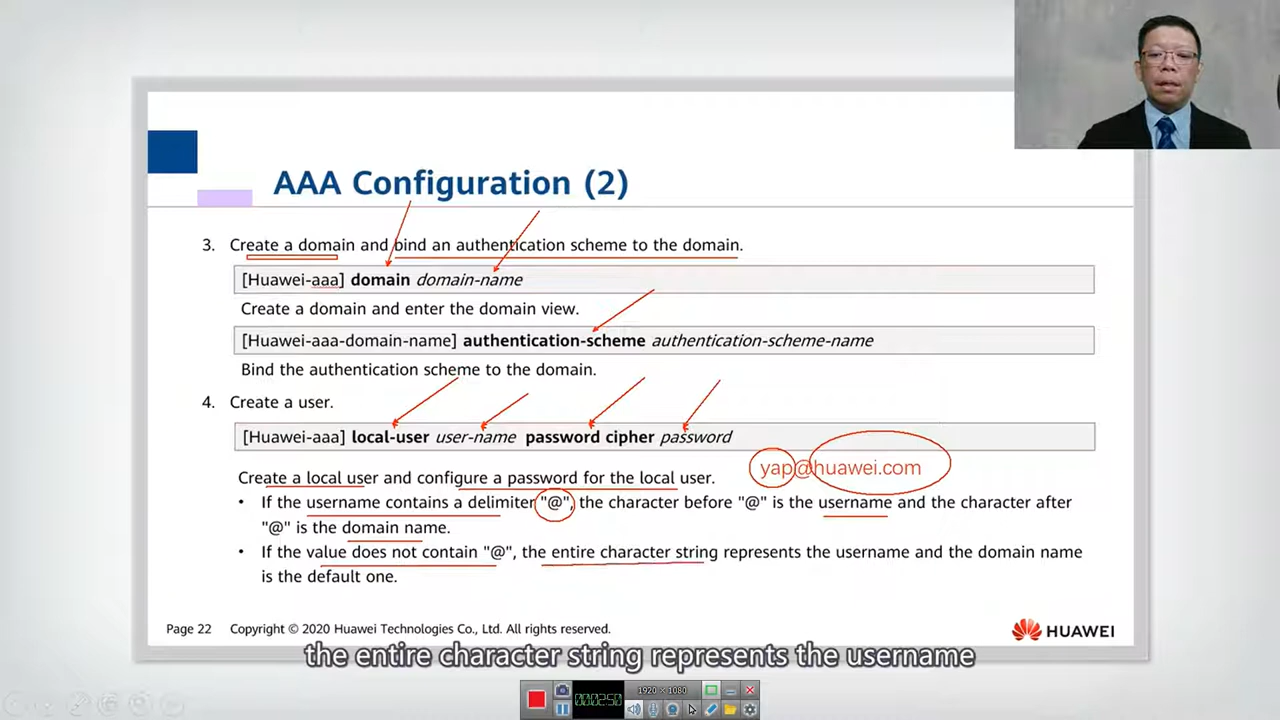 AAA Configuration (2)
3. Create a domain and bind an authentication scheme to the domain.
[Huawei-aaa] domain domain-name
Create a domain and enter the domain view.
[Huawei-aaa-domain-name] authentication-scheme authentication-scheme-name
Bind the authentication scheme to the domain.
4. Create a user.
[Huawei-aaa] local-user user-name password cipher password
yap@huawei.com
Create a local user and configure a password for the local user.
• If the username contains a delimiter "@", the character before "@" is the username and the character after
"@" is the domain name.
• If the value does not contain "@", the entire character string represents the username and the domain name
is the default one.
Page 22 Copyright © 2020 Huawei Technologies Co., Ltd. All rights reserved.
HUAWEI
the entire character string represents the username
1920 × 1080
00:02:50